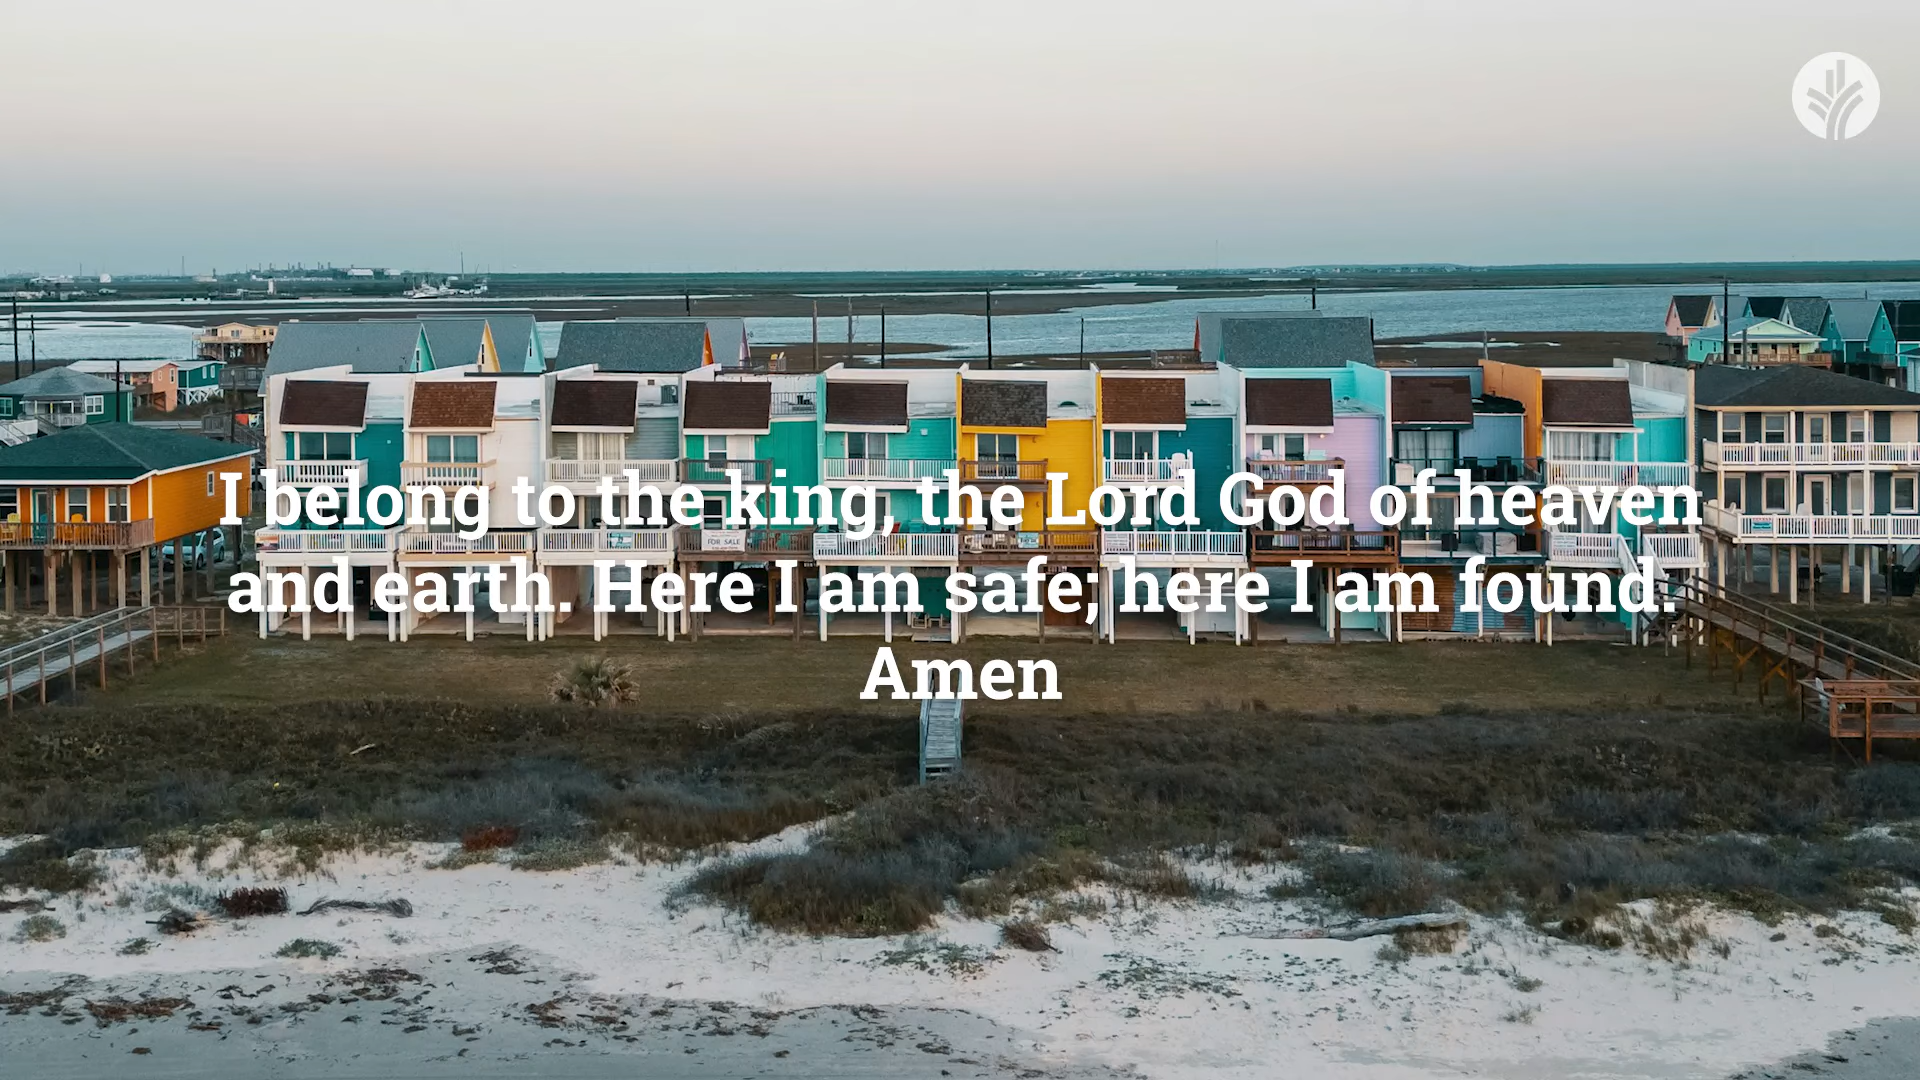 I belong to the king, the Lord God of heaven
and earth. Here I am safe; here I am found.
Amen
FOR SALE